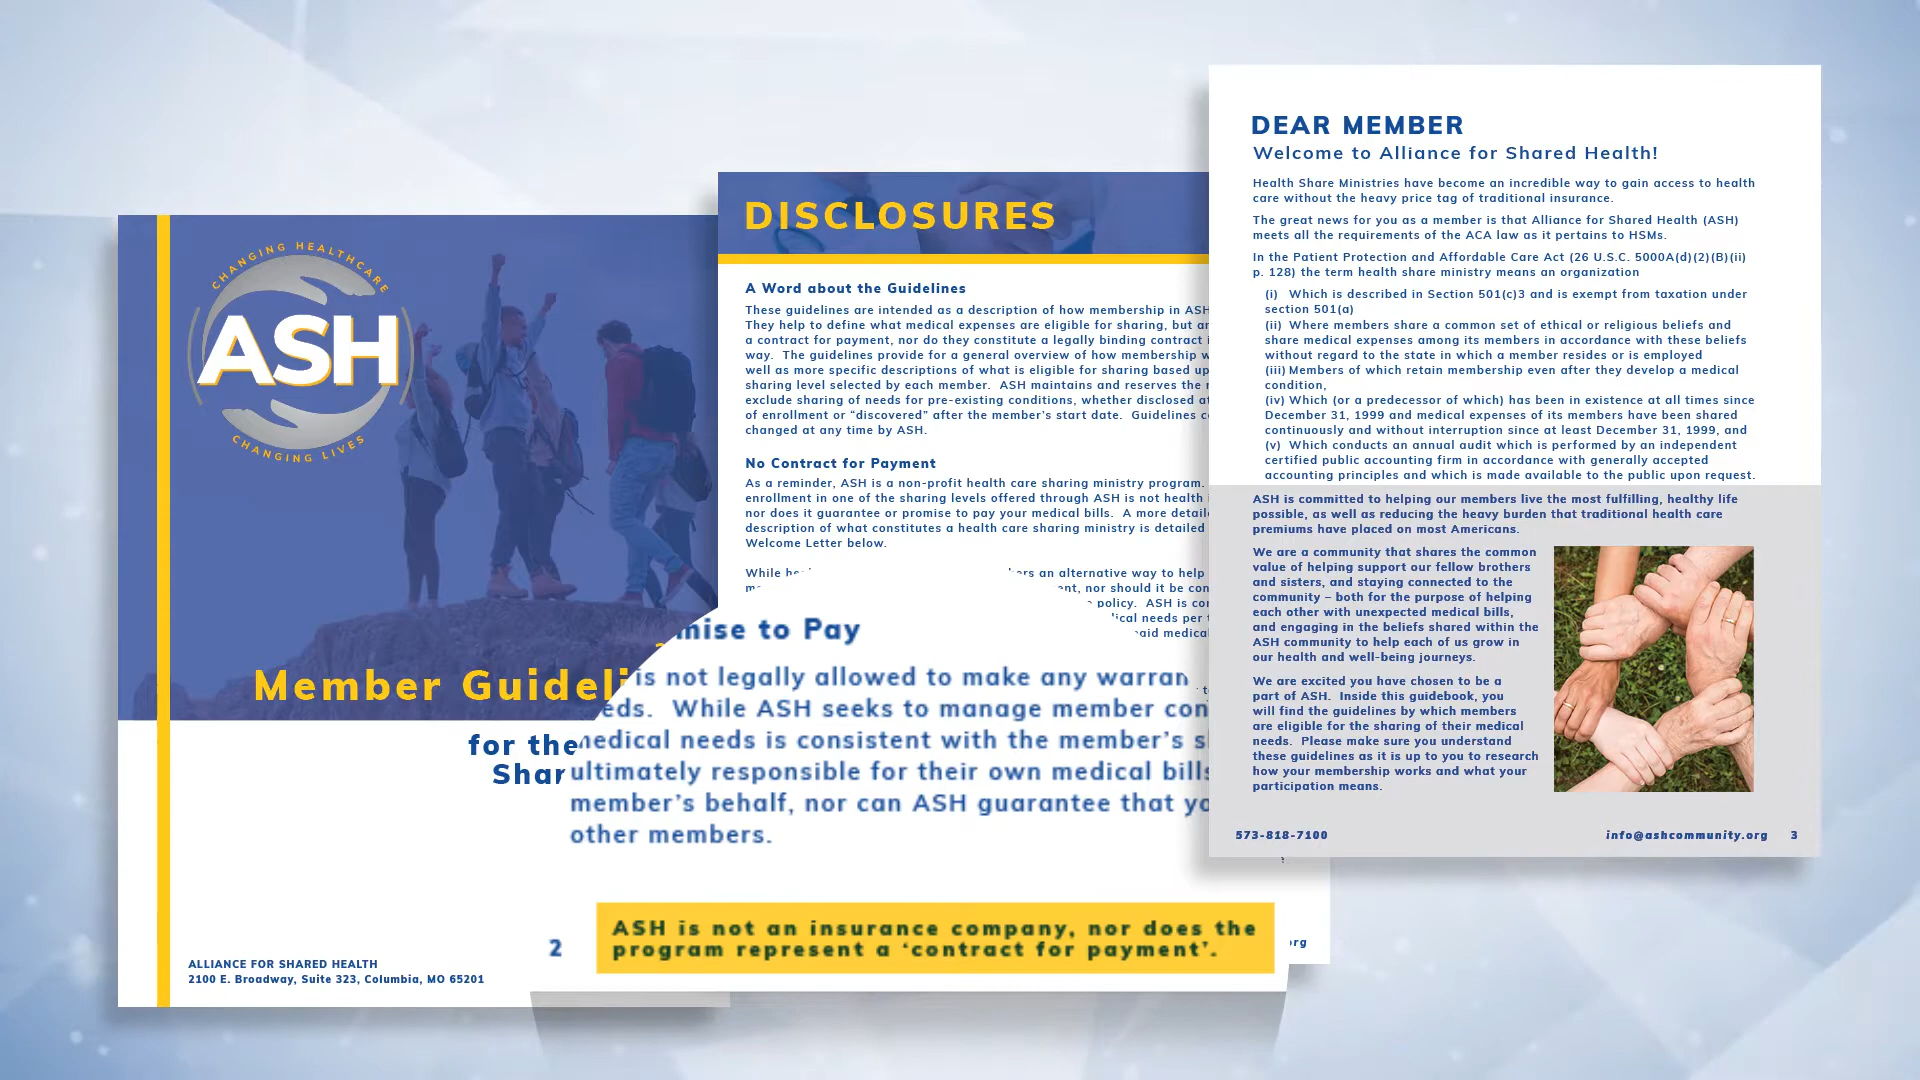 CHANGING HEALTHCARE
ASH
CHANGING LIVES
Member
for the
ALLIANCE FOR SHARED HEALTH
2100 E. Broadway, Suite 323, Columbia, MO 65201
DISCLOSURES
A Word about the Guidelines
These guidelines are intended as a description of how membership in ASH
They help to define what medical expenses are eligible for sharing, but
a contract for payment, nor do they constitute a legally binding contract
way. The guidelines provide for a general overview of how membership
well as more specific descriptions of what is eligible for sharing based
sharing level selected by each member. ASH maintains and reserves the
exclude sharing of needs for pre-existing conditions, whether disclosed
of enrollment or “discovered” after the member’s start date. Guidelines
changed at any time by ASH.
No Contract for Payment
As a reminder, ASH is a non-profit health care sharing ministry program.
enrollment in one of the sharing levels offered through ASH is not health
nor does it guarantee or promise to pay your medical bills. A more
description of what constitutes a health care sharing ministry is detailed
Welcome Letter below.
While an alternative way to help
nor should it be
policy. ASH is
needs per
to Pay
is not legally allowed to make any
While ASH seeks to manage member
medical needs is consistent with the member’s
ultimately responsible for their own medical bills
member’s behalf, nor can ASH guarantee that
other members.
2
ASH is not an insurance company, nor does the
program represent a ‘contract for payment’.
DEAR MEMBER
Welcome to Alliance for Shared Health!
Health Share Ministries have become an incredible way to gain access to health
care without the heavy price tag of traditional insurance.
The great news for you as a member is that Alliance for Shared Health (ASH)
meets all the requirements of the ACA law as it pertains to HSMs.
In the Patient Protection and Affordable Care Act (26 U.S.C. 5000A(d)(2)(B)(ii)
p. 128) the term health share ministry means an organization
(i) Which is described in Section 501(c)3 and is exempt from taxation under
section 501(a)
(ii) Where members share a common set of ethical or religious beliefs and
share medical expenses among its members in accordance with these beliefs
without regard to the state in which a member resides or is employed
(iii) Members of which retain membership even after they develop a medical
condition,
(iv) Which (or a predecessor of which) has been in existence at all times since
December 31, 1999 and medical expenses of its members have been shared
continuously and without interruption since at least December 31, 1999, and
(v) Which conducts an annual audit which is performed by an independent
certified public accounting firm in accordance with generally accepted
accounting principles and which is made available to the public upon request.
ASH is committed to helping our members live the most fulfilling, healthy life
possible, as well as reducing the heavy burden that traditional health care
premiums have placed on most Americans.
We are a community that shares the common
value of helping support our fellow brothers
and sisters, and staying connected to the
community – both for the purpose of helping
each other with unexpected medical bills,
and engaging in the beliefs shared within the
ASH community to help each of us grow in
our health and well-being journeys.
We are excited you have chosen to be a
part of ASH. Inside this guidebook, you
will find the guidelines by which members
are eligible for the sharing of their medical
needs. Please make sure you understand
these guidelines as it is up to you to research
how your membership works and what your
participation means.
573-818-7100
info@ashcommunity.org 3